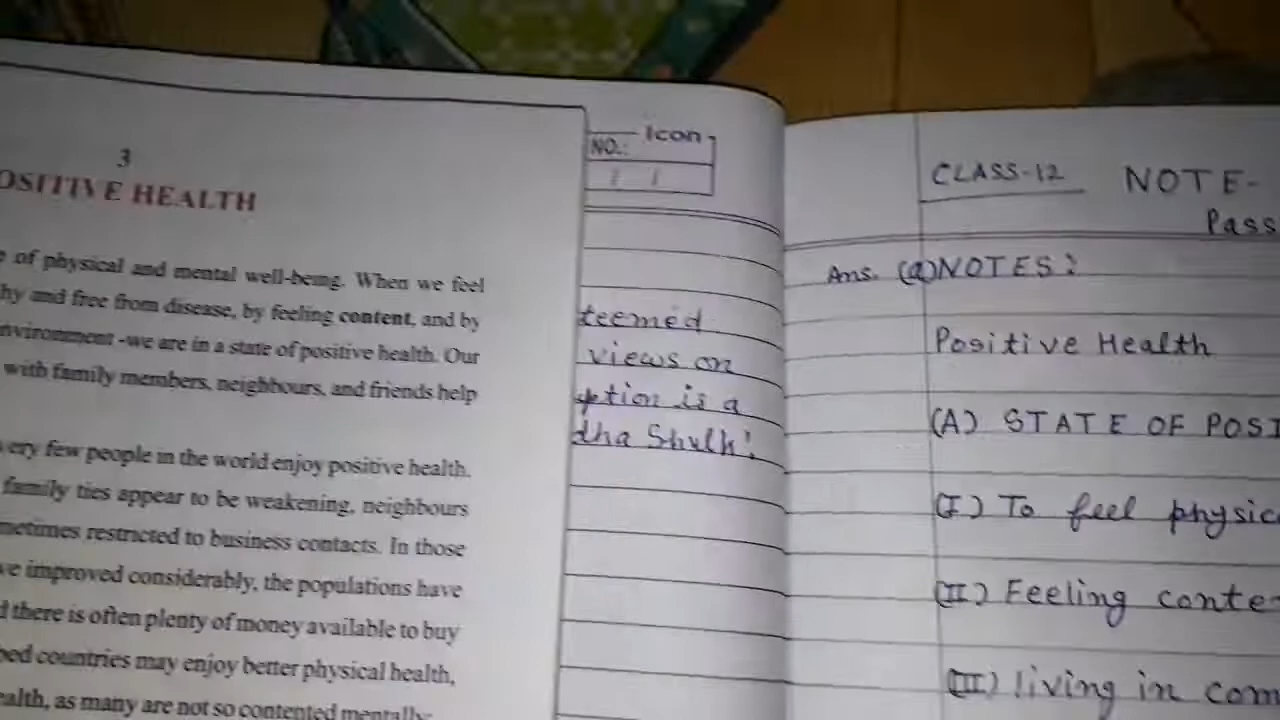 3
OSITIVE HEALTH
of physical and mental well-being. When we feel
hy and free from disease, by feeling content, and by
nvironment -we are in a state of positive health. Our
with family members, neighbours, and friends help
very few people in the world enjoy positive health.
family ties appear to be weakening, neighbours
metimes restricted to business contacts. In those
ve improved considerably, the populations have
d there is often plenty of money available to buy
ped countries may enjoy better physical health,
ealth, as many are not so contented mentally.
Icon
NO.:
teemed
views on
ption is a
dha Shulk!
CLASS-12 NOTE-
Pass
Ans. (a) NOTES:
Positive Health
(A) STATE OF POSI
(I) To feel physic
(II) Feeling conte
(III) living in com